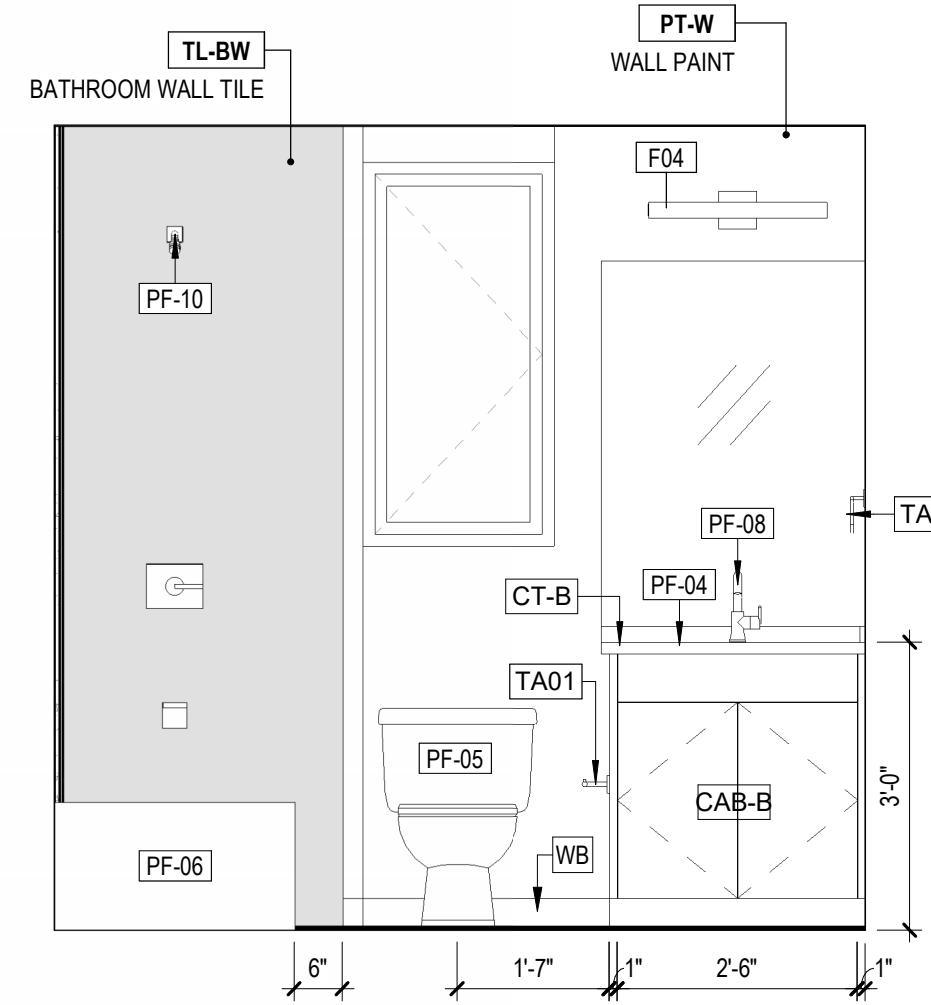 TL-BW
BATHROOM WALL TILE
PT-W
WALL PAINT
F04
PF-10
TA
PF-08
CT-B
PF-04
TA01
PF-05
CAB-B
3'-0"
WB
PF-06
6"
1'-7"
1"
2'-6"
1"